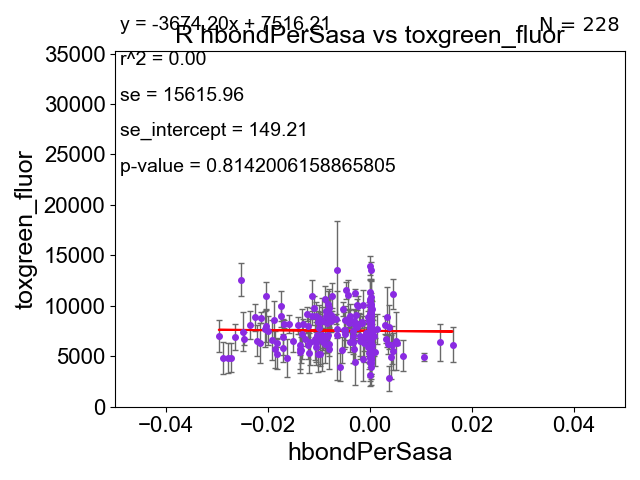 y = -3674.20x + 7516.21
N = 228
R hbondPerSasa vs toxgreen_fluor
r^2 = 0.00
se = 15615.96
se_intercept = 149.21
p-value = 0.8142006158865805
35000
30000
25000
20000
15000
10000
5000
0
toxgreen_fluor
−0.04 −0.02 0.00 0.02 0.04
hbondPerSasa